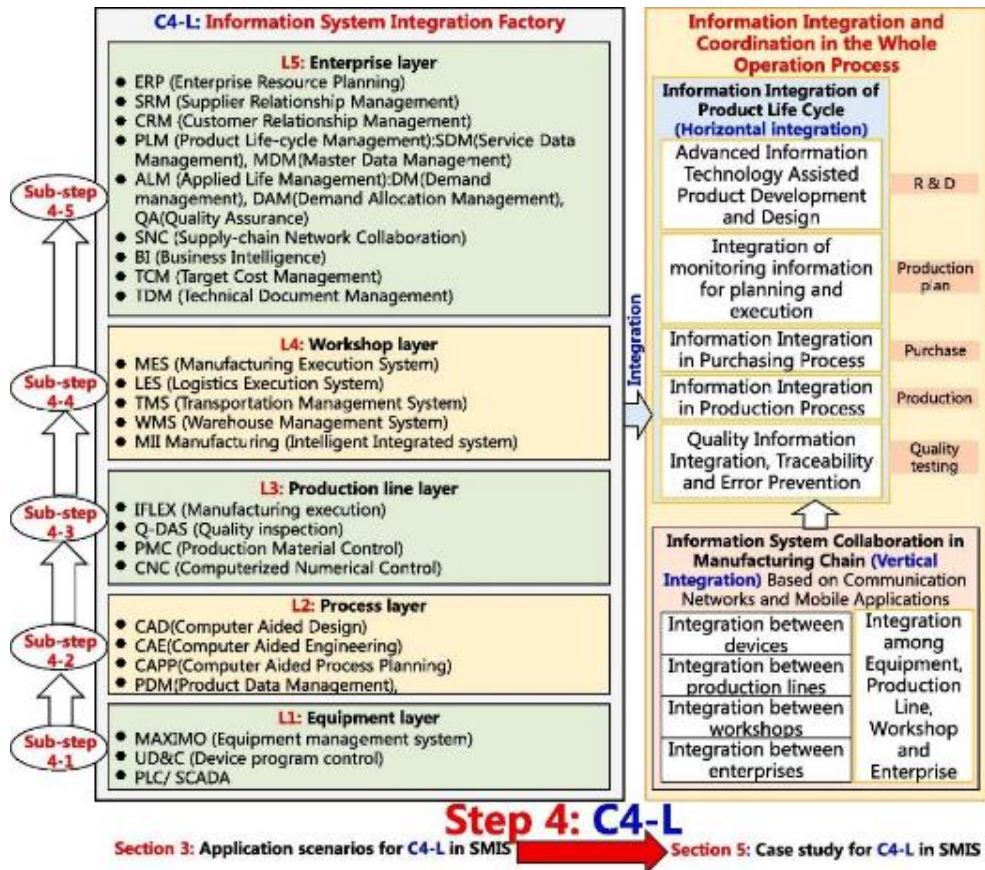 C4-L: Information System Integration Factory
L5: Enterprise layer
● ERP (Enterprise Resource Planning)
● SRM (Supplier Relationship Management)
● CRM (Customer Relationship Management)
● PLM (Product Life-cycle Management):SDM(Service Data
Management), MDM(Master Data Management)
● ALM (Applied Life Management):DM(Demand
management), DAM(Demand Allocation Management),
QA(Quality Assurance)
● SNC (Supply-chain Network Collaboration)
● BI (Business Intelligence)
● TCM (Target Cost Management)
● TDM (Technical Document Management)
Sub-step
4-5
L4: Workshop layer
● MES (Manufacturing Execution System)
● LES (Logistics Execution System)
● TMS (Transportation Management System)
● WMS (Warehouse Management System)
● MII Manufacturing (Intelligent Integrated system)
Sub-step
4-4
L3: Production line layer
● IFLEX (Manufacturing execution)
● Q-DAS (Quality inspection)
● PMC (Production Material Control)
● CNC (Computerized Numerical Control)
Sub-step
4-3
L2: Process layer
● CAD(Computer Aided Design)
● CAE(Computer Aided Engineering)
● CAPP(Computer Aided Process Planning)
● PDM(Product Data Management),
Sub-step
4-2
L1: Equipment layer
● MAXIMO (Equipment management system)
● UD&C (Device program control)
● PLC/ SCADA
Sub-step
4-1
Integration
Information Integration and
Coordination in the Whole
Operation Process
Information Integration of
Product Life Cycle
(Horizontal integration)
Advanced Information
Technology Assisted
Product Development
and Design
R & D
Integration of
monitoring information
for planning and
execution
Production
plan
Information Integration
in Purchasing Process
Purchase
Information Integration
in Production Process
Production
Quality Information
Integration, Traceability
and Error Prevention
Quality
testing
Information System Collaboration in
Manufacturing Chain (Vertical
Integration) Based on Communication
Networks and Mobile Applications
Integration between
devices
Integration between
production lines
Integration between
workshops
Integration between
enterprises
Integration
among
Equipment,
Production
Line,
Workshop
and
Enterprise
Step 4: C4-L
Section 3: Application scenarios for C4-L in SMIS
Section 5: Case study for C4-L in SMIS